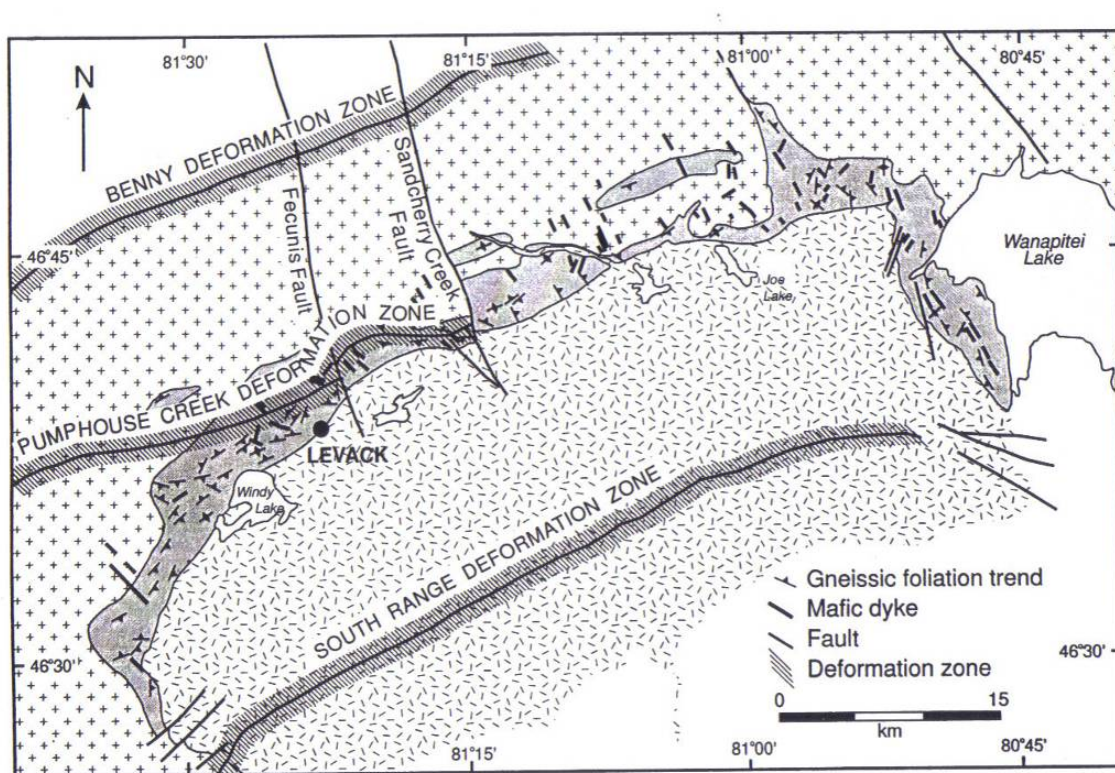 81°30'
81°15'
81°00'
80°45'
N
BENNY DEFORMATION ZONE
Fecunis Fault
Sandcherry Creek
Fault
46°45'
Wanapitei
Lake
Joe
Lake
PUMPHOUSE CREEK DEFORMATION ZONE
LEVACK
Windy
Lake
SOUTH RANGE DEFORMATION ZONE
Gneissic foliation trend
Mafic dyke
Fault
Deformation zone
46°30'
46°30'
0 15
km
81°15'
81°00'
80°45'